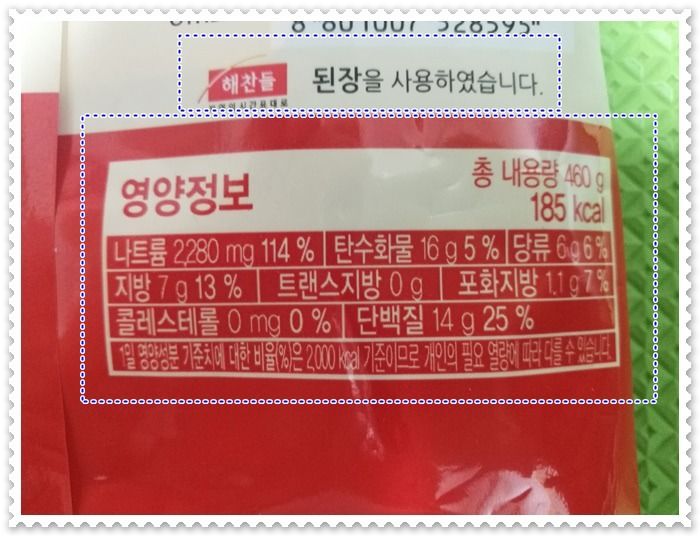 8 801007 528595
해찬들 된장을 사용하였습니다.
영양정보
총 내용량 460 g
185 kcal
나트륨 2,280 mg 114 % 탄수화물 16 g 5 % 당류 6 g 6 %
지방 7 g 13 % 트랜스지방 0 g 포화지방 1.1 g 7 %
콜레스테롤 0 mg 0 % 단백질 14 g 25 %
1일 영양성분 기준치에 대한 비율(%)은 2,000 kcal 기준이므로 개인의 필요 열량에 따라 다를 수 있습니다.